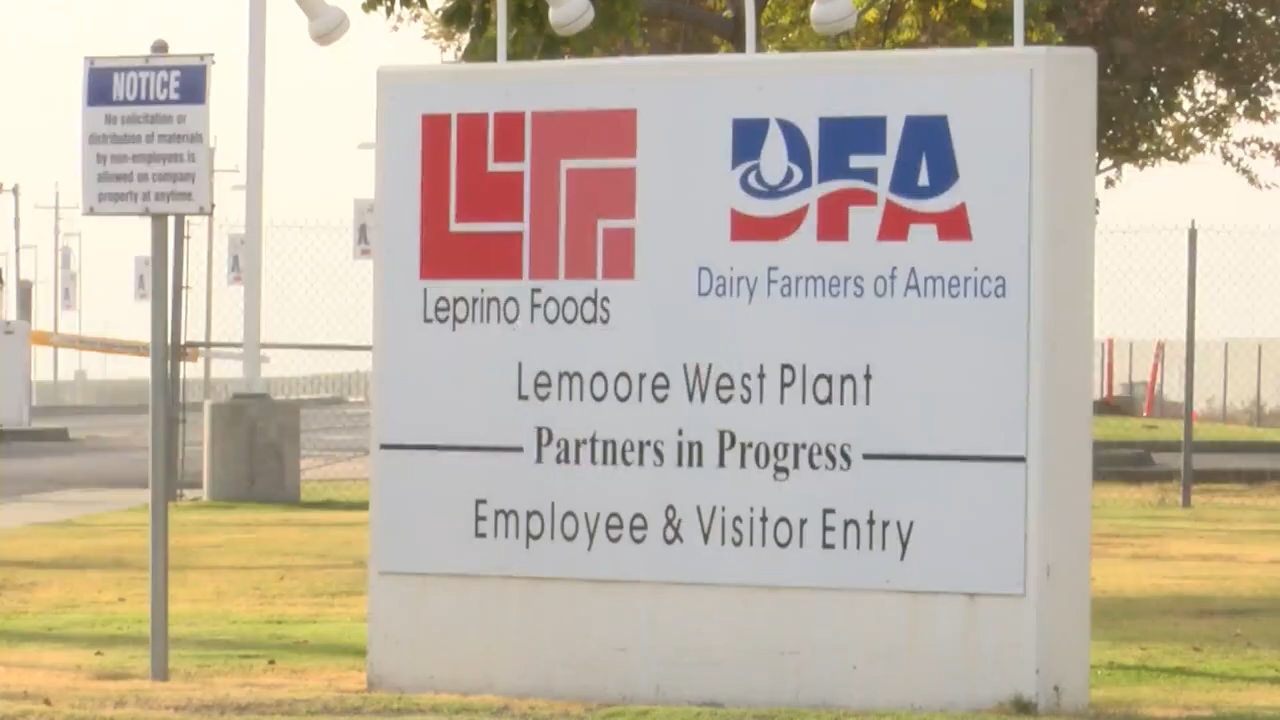 NOTICE
No solicitation or
distribution of materials
by non-employees is
allowed on company
property at anytime.
DFA
Leprino Foods
Dairy Farmers of America
Lemoore West Plant
Partners in Progress
Employee & Visitor Entry
A
A
A
A